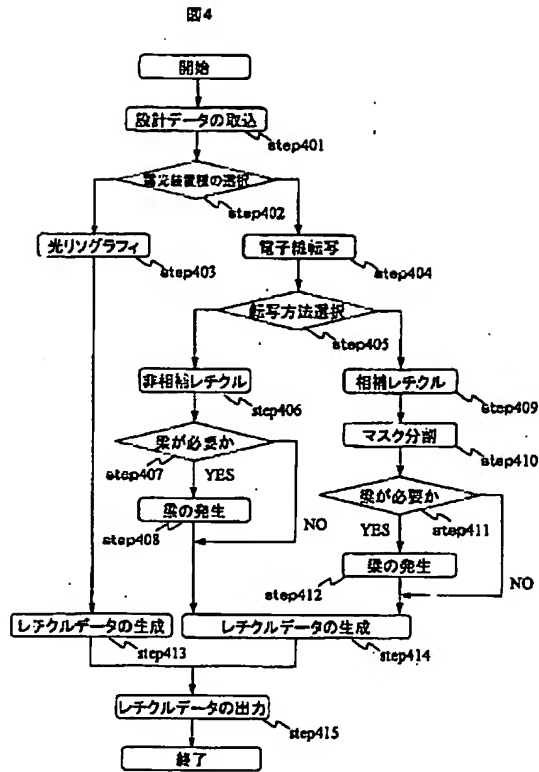 図4
開始
設計データの取込
step401
露光装置種の選択
step402
光リソグラフィ
step403
電子線転写
step404
転写方法選択
step405
非相補レチクル
step406
相補レチクル
step409
マスク分割
step410
梁が必要か
step407
YES
NO
梁の発生
step408
梁が必要か
step411
YES
NO
梁の発生
step412
レチクルデータの生成
step413
レチクルデータの生成
step414
レチクルデータの出力
step415
終了